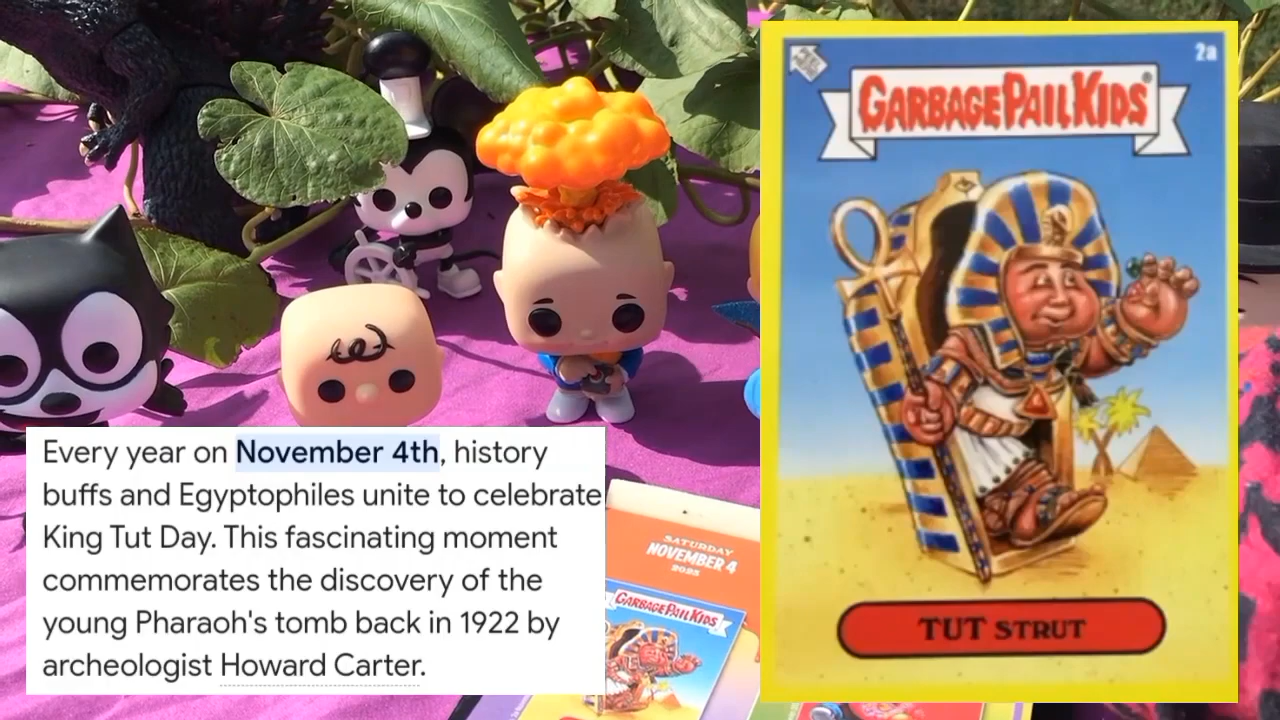 Every year on November 4th, history
buffs and Egyptophiles unite to celebrate
King Tut Day. This fascinating moment
commemorates the discovery of the
young Pharaoh's tomb back in 1922 by
archeologist Howard Carter.
SATURDAY
NOVEMBER 4
GARBAGE PAIL KIDS
2a
GARBAGE PAIL KIDS®
TUT STRUT